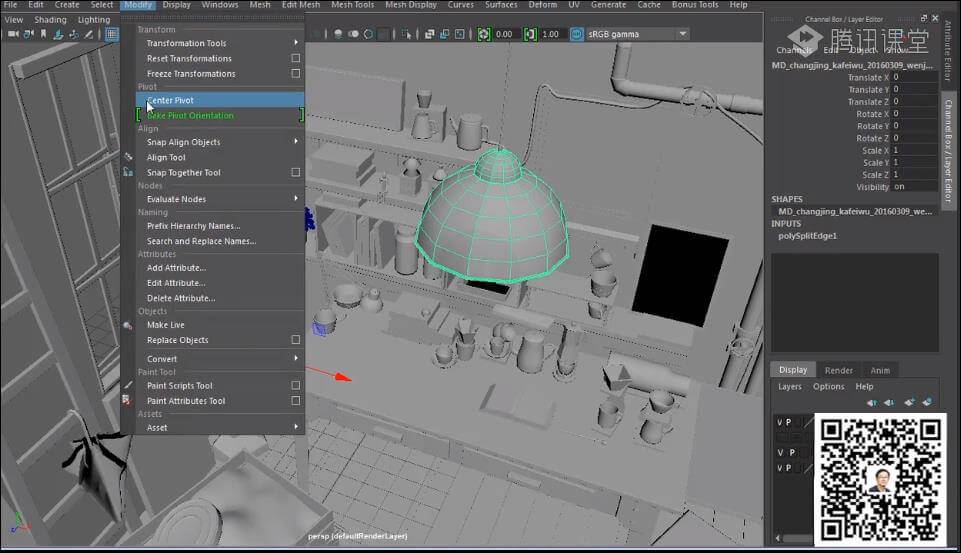 File Edit Create Select Modify Display Windows Mesh Edit Mesh Mesh Tools Mesh Display Curves Surfaces Deform UV Generate Cache Bonus Tools Help
View Shading Lighting
0.00 1.00 sRGB gamma
Transform
Transformation Tools
Reset Transformations
Freeze Transformations
Pivot
Center Pivot
Bake Pivot Orientation
Align
Snap Align Objects
Align Tool
Snap Together Tool
Nodes
Evaluate Nodes
Naming
Prefix Hierarchy Names...
Search and Replace Names...
Attributes
Add Attribute...
Edit Attribute...
Delete Attribute...
Objects
Make Live
Replace Objects
Convert
Paint Tool
Paint Scripts Tool
Paint Attributes Tool
Assets
Asset
persp (defaultRenderLayer)
Channel Box / Layer Editor
腾讯课堂
Channels Edit Object Show
MD_changjing_kafeiwu_20160309_wenj...
Translate X 0
Translate Y 0
Translate Z 0
Rotate X 0
Rotate Y 0
Rotate Z 0
Scale X 1
Scale Y 1
Scale Z 1
Visibility on
SHAPES
MD_changjing_kafeiwu_20160309_we...
INPUTS
polySplitEdge1
Display Render Anim
Layers Options Help
V P
V P
V P
Attribute Editor
Channel Box / Layer Editor